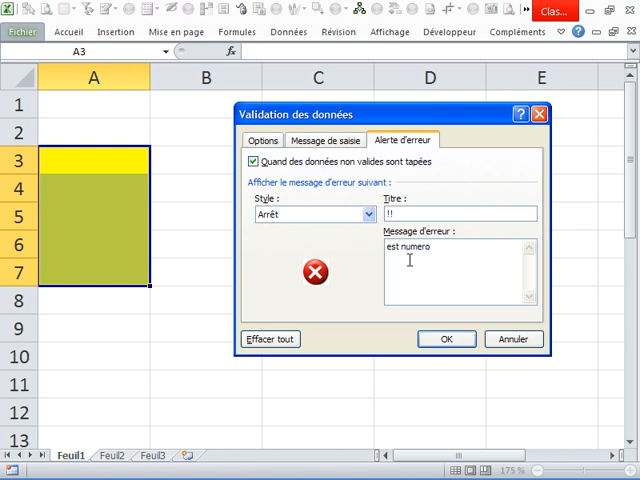 Clas...
Fichier Accueil Insertion Mise en page Formules Données Révision Affichage Développeur Compléments
A3 fx
A B C D E
1
2
3
4
5
6
7
8
9
10
11
12
13
Validation des données
Options Message de saisie Alerte d'erreur
Quand des données non valides sont tapées
Afficher le message d'erreur suivant :
Style : Titre :
Arrêt !!
Message d'erreur :
est numero
Effacer tout OK Annuler
Feuil1 Feuil2 Feuil3
175 %